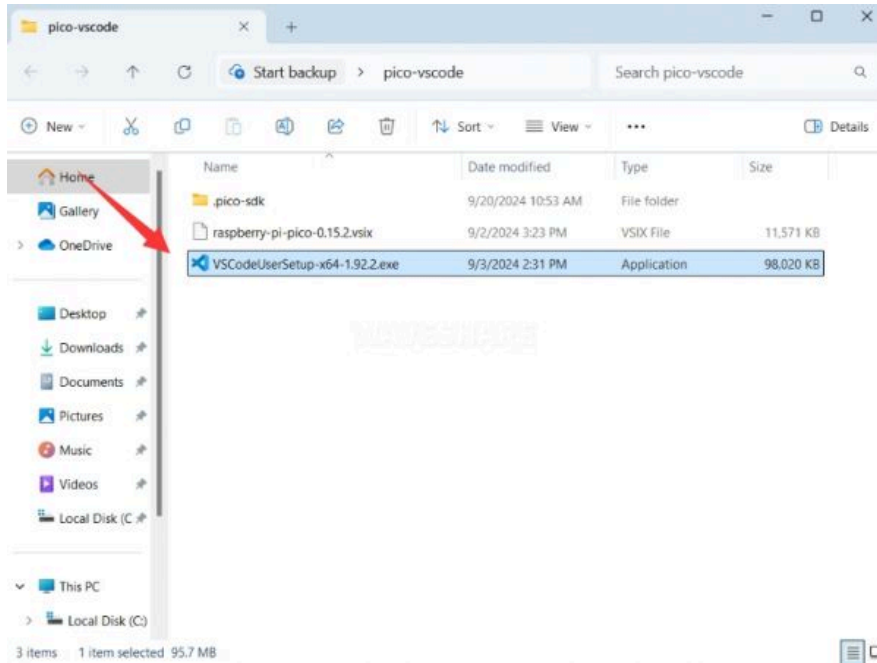 pico-vscode
Start backup > pico-vscode
Search pico-vscode
New
Sort
View
Details
Name
Date modified
Type
Size
Home
Gallery
OneDrive
Desktop
Downloads
Documents
Pictures
Music
Videos
Local Disk (C
This PC
Local Disk (C:)
.pico-sdk 9/20/2024 10:53 AM File folder
raspberry-pi-pico-0.15.2.vsix 9/2/2024 3:23 PM VSIX File 11,571 KB
VSCodeUserSetup-x64-1.92.2.exe 9/3/2024 2:31 PM Application 98,020 KB
WAVESHARE
3 items 1 item selected 95.7 MB